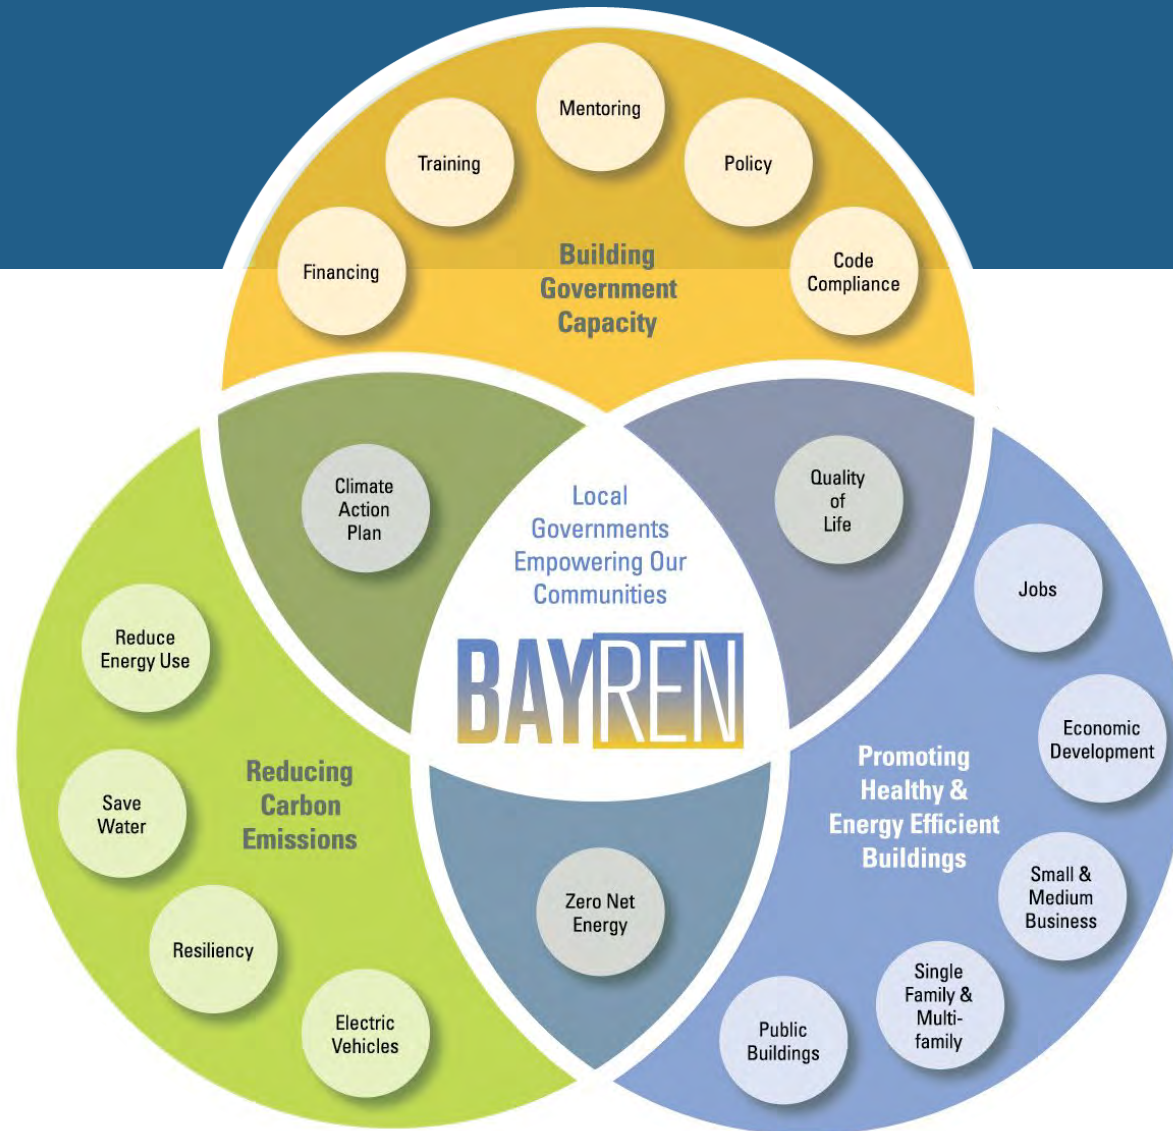 Mentoring
Training
Policy
Financing
Code
Compliance
Building
Government
Capacity
Climate
Action
Plan
Quality
of
Life
Local
Governments
Empowering Our
Communities
BAYREN
Reduce
Energy Use
Save
Water
Resiliency
Electric
Vehicles
Reducing
Carbon
Emissions
Zero Net
Energy
Promoting
Healthy &
Energy Efficient
Buildings
Jobs
Economic
Development
Small &
Medium
Business
Single
Family &
Multi-
family
Public
Buildings